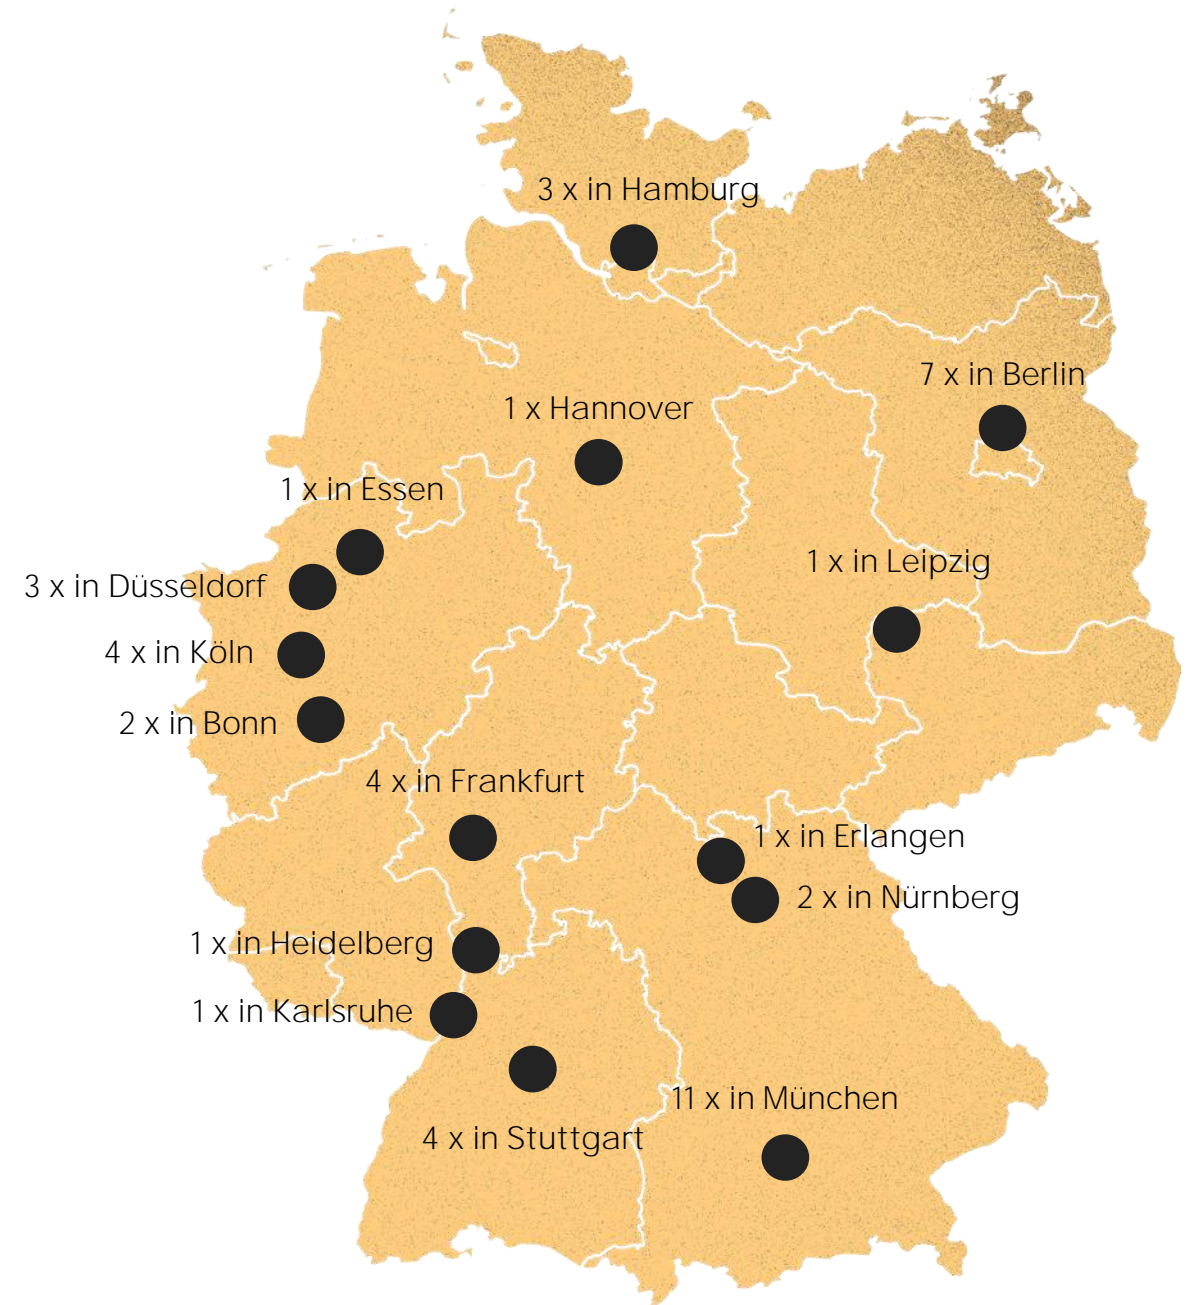 3 x in Hamburg
7 x in Berlin
1 x Hannover
1 x in Essen
1 x in Leipzig
3 x in Düsseldorf
4 x in Köln
2 x in Bonn
4 x in Frankfurt
1 x in Erlangen
2 x in Nürnberg
1 x in Heidelberg
1 x in Karlsruhe
11 x in München
4 x in Stuttgart